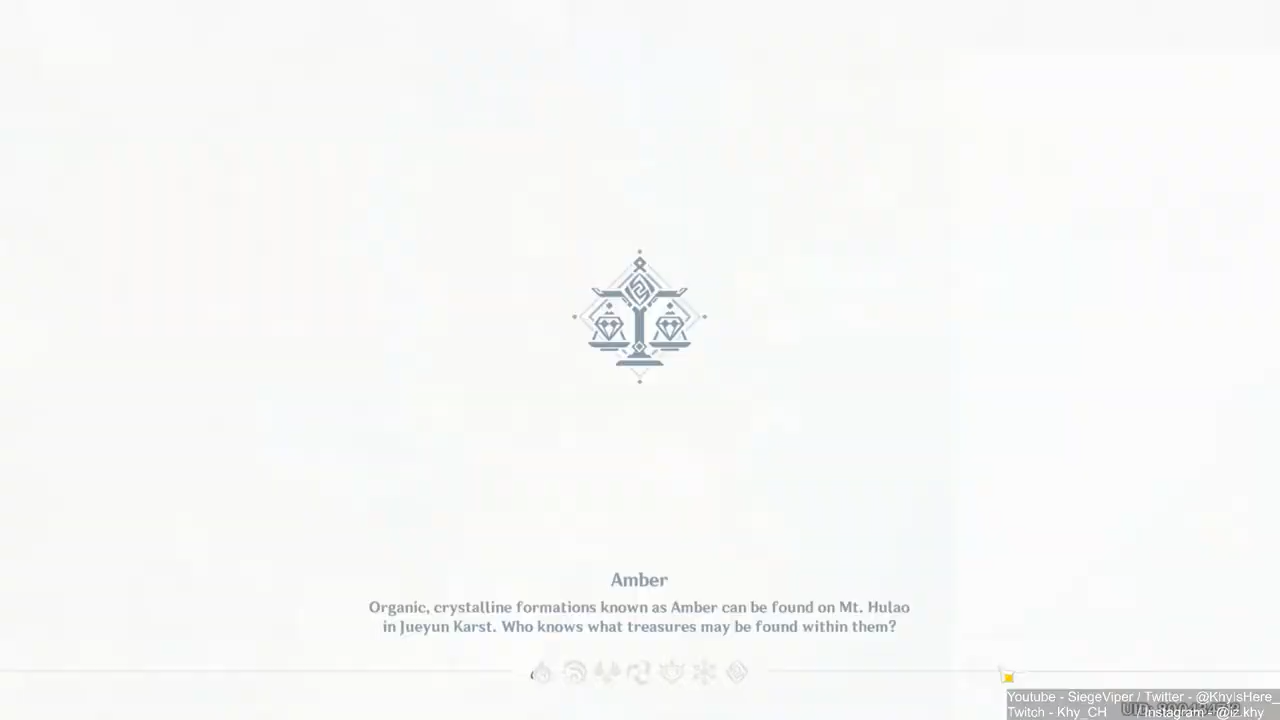 Amber
Organic, crystalline formations known as Amber can be found on Mt. Hulao
in Jueyun Karst. Who knows what treasures may be found within them?
Youtube - SiegeViper / Twitter - @KhyIsHere_
Twitch - Khy_CH / Instagram - @iz.khy
UID: